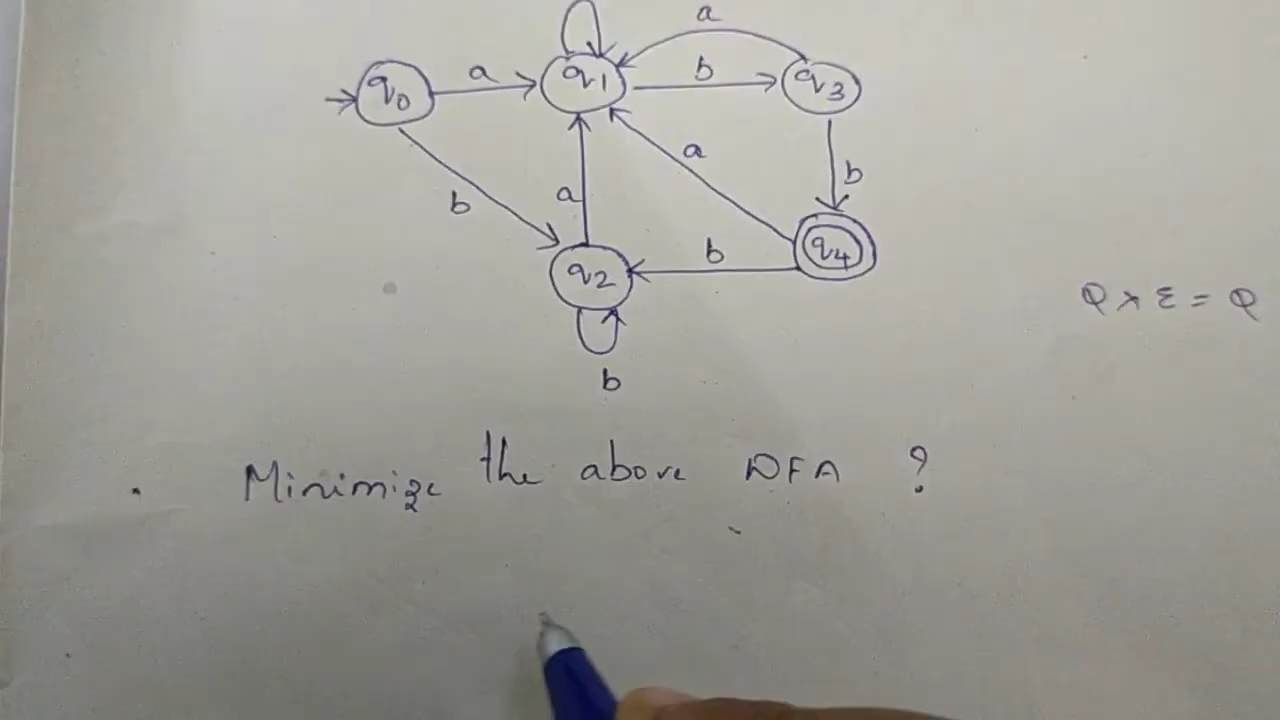 a
q0 a q1 b q3
a b
b a
q2 b q4
Q x Σ = Q
b
Minimize the above DFA ?